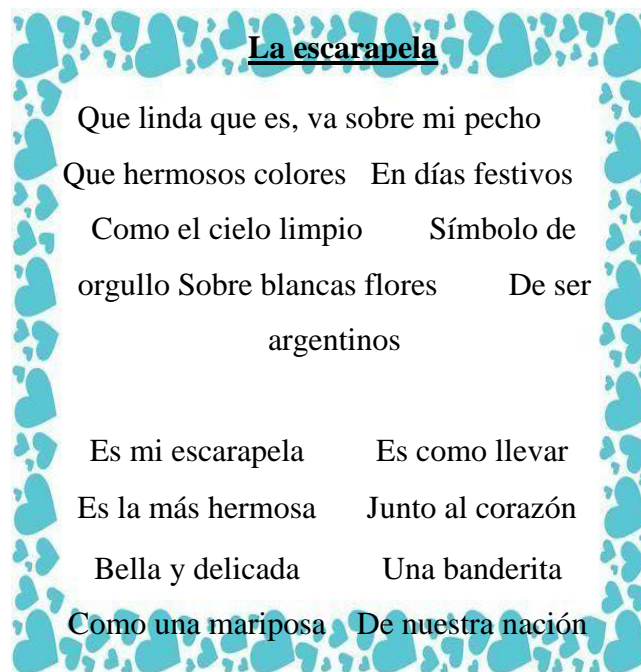 La escarapela
Que linda que es, va sobre mi pecho
Que hermosos colores En días festivos
Como el cielo limpio Símbolo de
orgullo Sobre blancas flores De ser
argentinos
Es mi escarapela Es como llevar
Es la más hermosa Junto al corazón
Bella y delicada Una banderita
Como una mariposa De nuestra nación